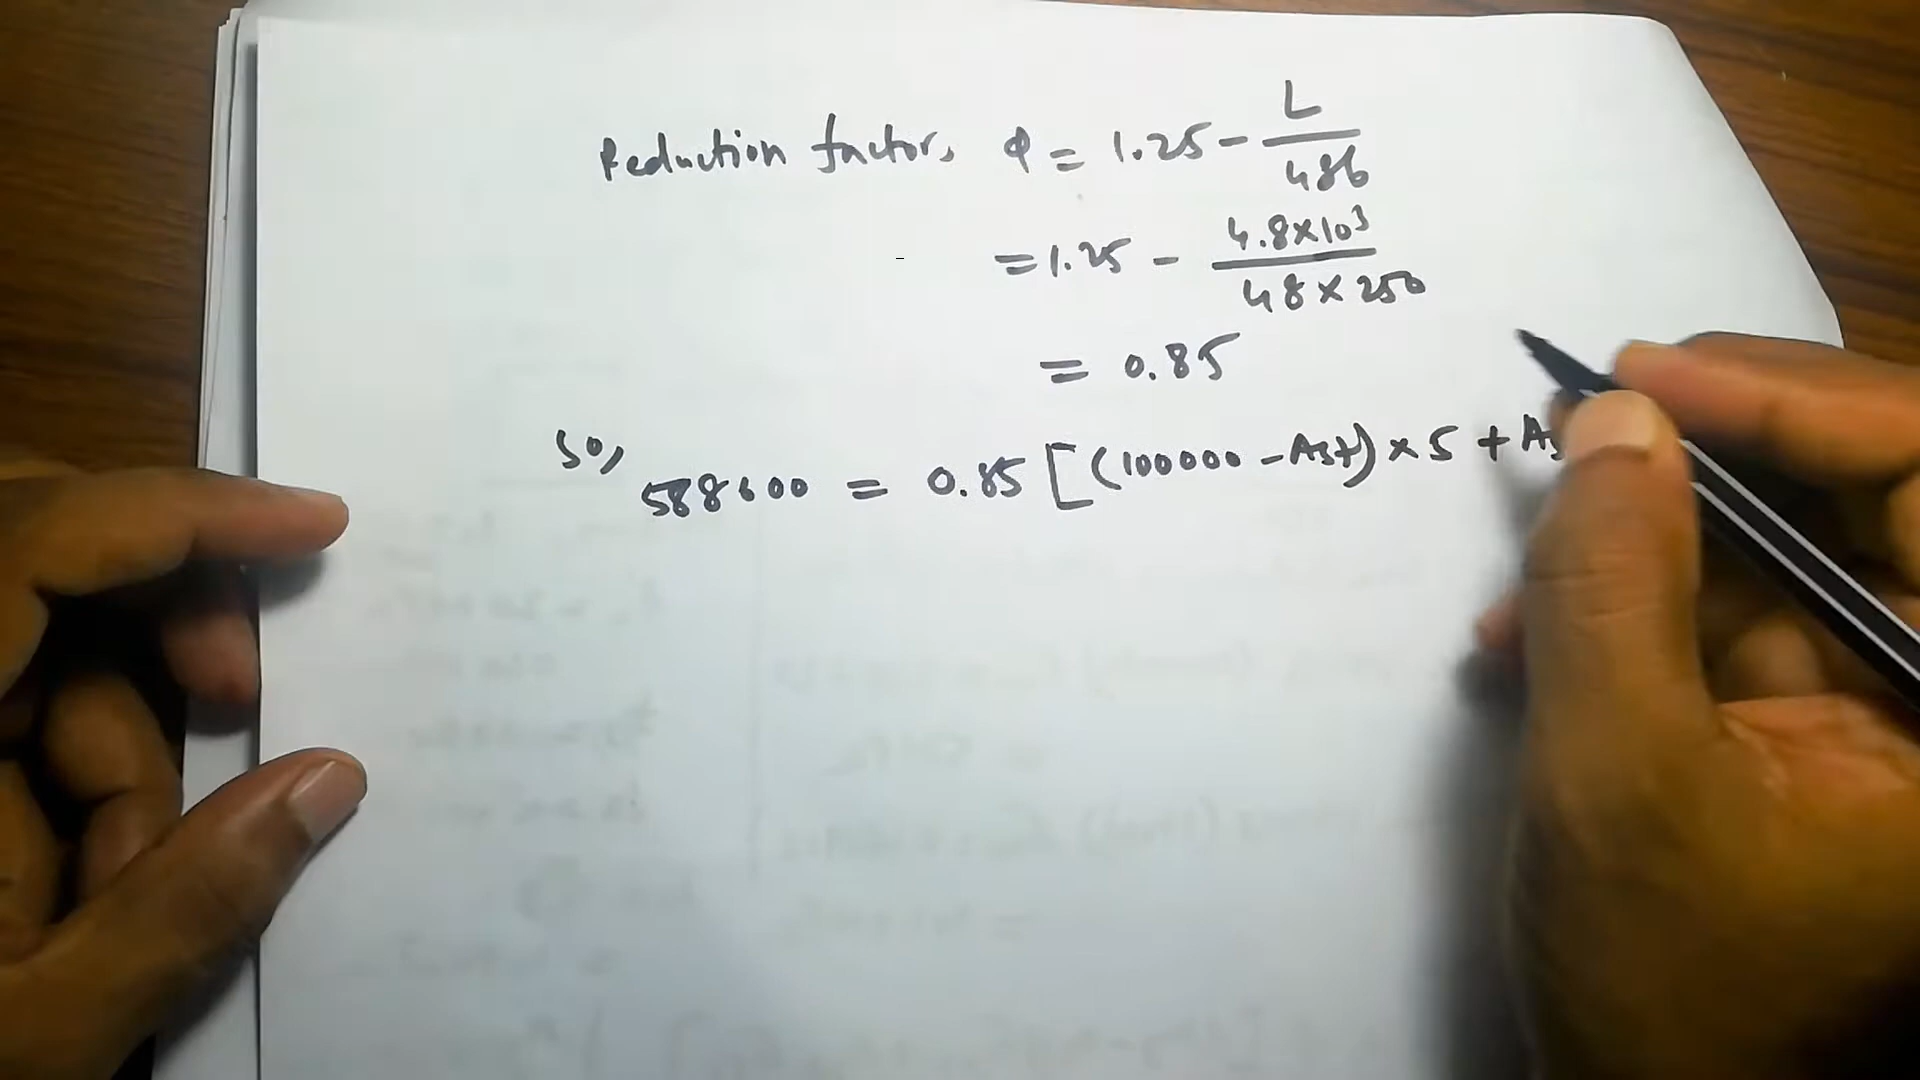 Reduction factor, φ = 1.25 - L/48b
= 1.25 - 4.8×10³/48×250
= 0.85
So, 588600 = 0.85 [(100000 - Ast) × 5 + As